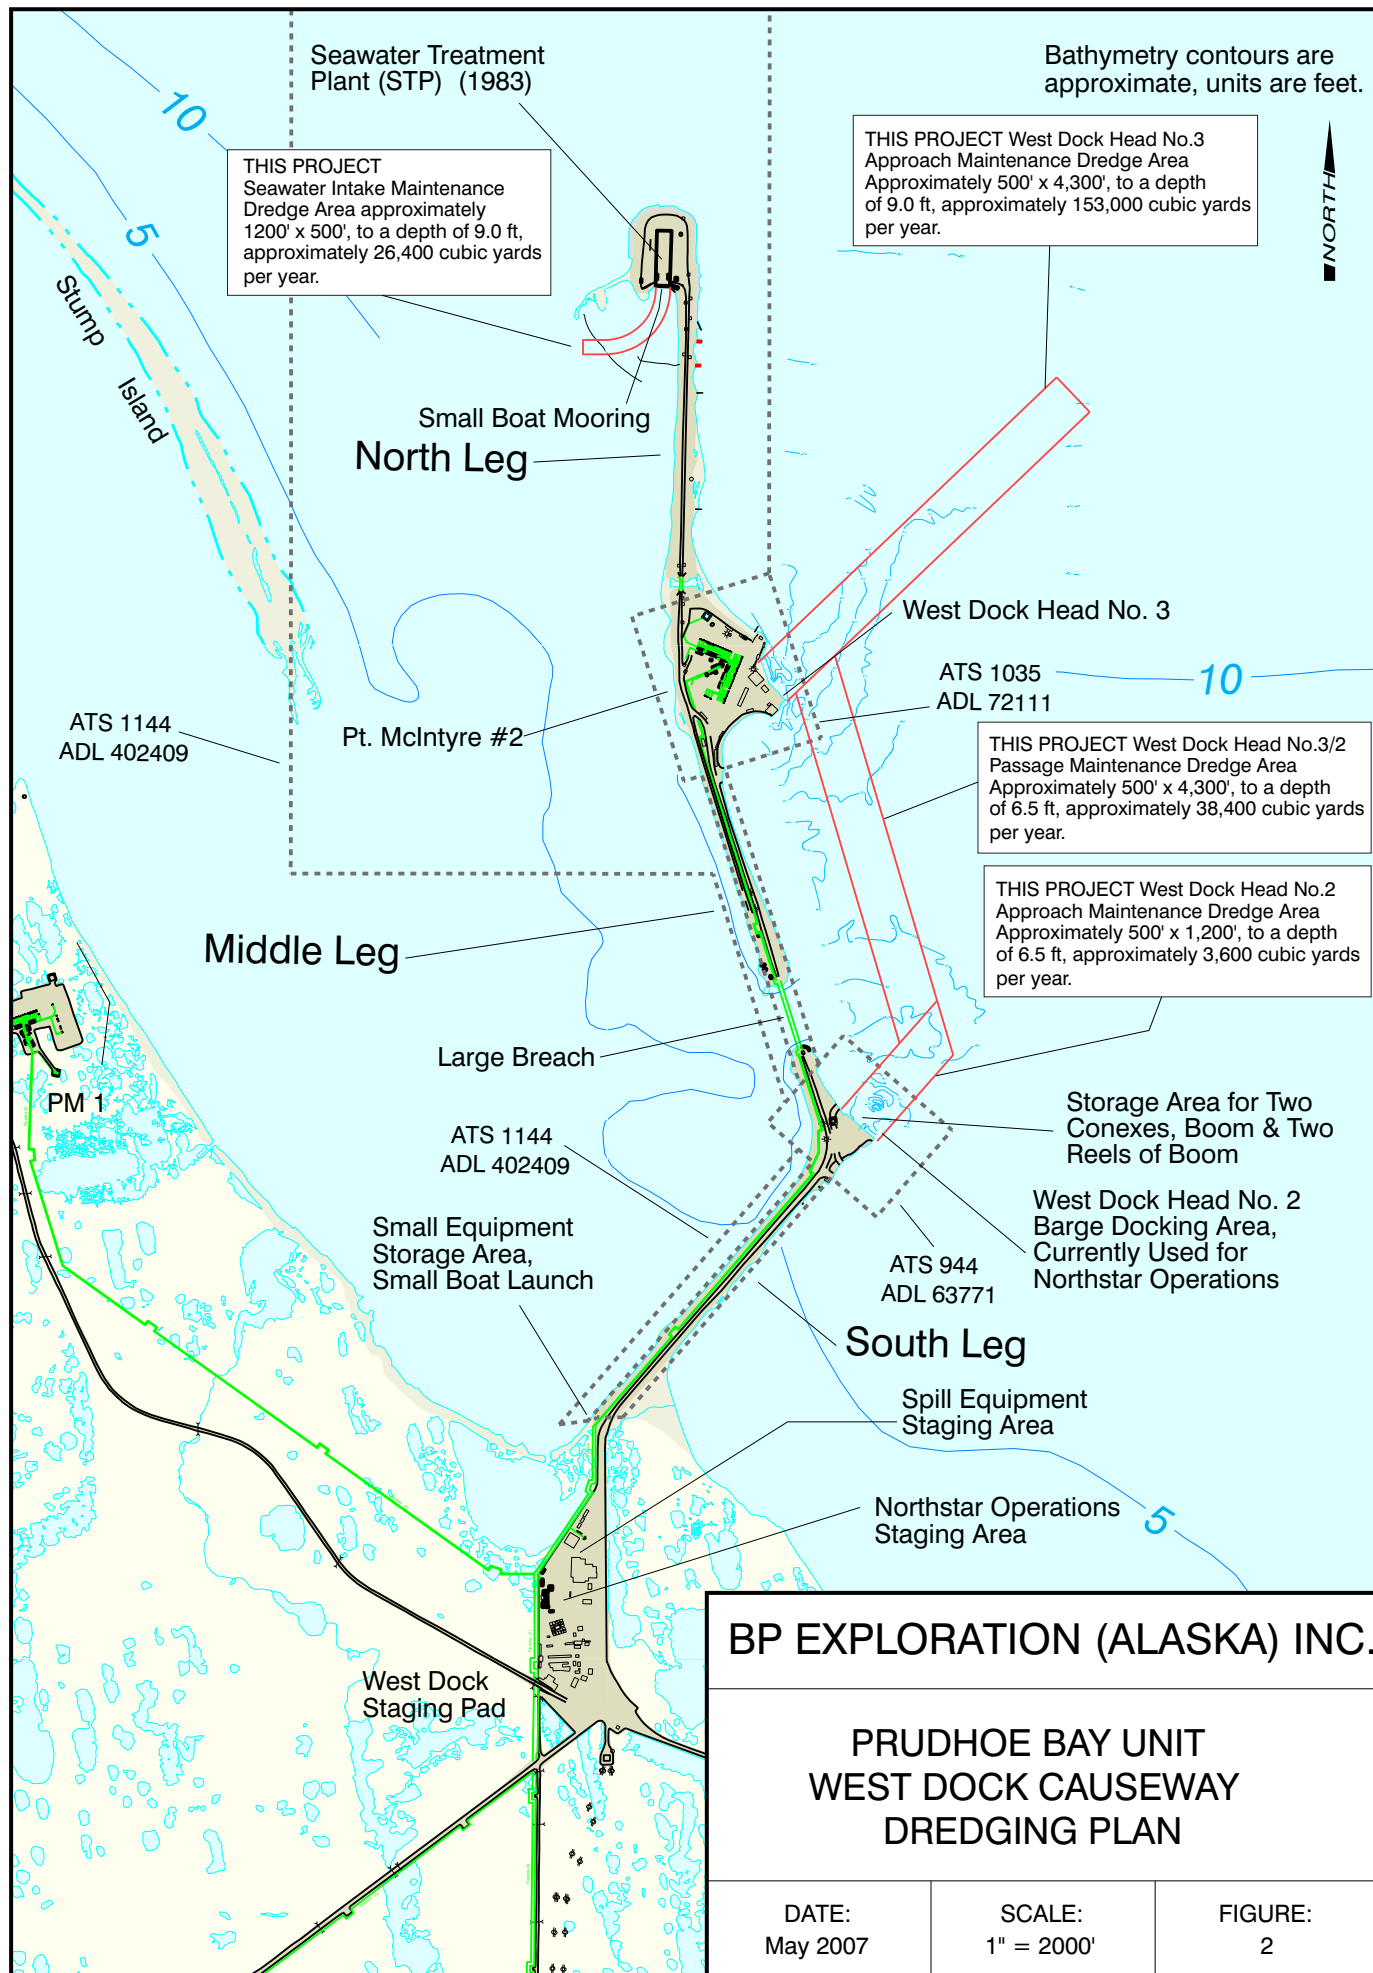 Seawater Treatment
Plant (STP) (1983)
Bathymetry contours are
approximate, units are feet.
10
THIS PROJECT West Dock Head No.3
Approach Maintenance Dredge Area
Approximately 500' x 4,300', to a depth
of 9.0 ft, approximately 153,000 cubic yards
per year.
NORTH
THIS PROJECT
Seawater Intake Maintenance
Dredge Area approximately
1200' x 500', to a depth of 9.0 ft,
approximately 26,400 cubic yards
per year.
5
Stump
Island
Small Boat Mooring
North Leg
West Dock Head No. 3
ATS 1035
ADL 72111
10
ATS 1144
ADL 402409
Pt. McIntyre #2
THIS PROJECT West Dock Head No.3/2
Passage Maintenance Dredge Area
Approximately 500' x 4,300', to a depth
of 6.5 ft, approximately 38,400 cubic yards
per year.
THIS PROJECT West Dock Head No.2
Approach Maintenance Dredge Area
Approximately 500' x 1,200', to a depth
of 6.5 ft, approximately 3,600 cubic yards
per year.
Middle Leg
Large Breach
PM 1
Storage Area for Two
Conexes, Boom & Two
Reels of Boom
ATS 1144
ADL 402409
West Dock Head No. 2
Barge Docking Area,
Currently Used for
Northstar Operations
Small Equipment
Storage Area,
Small Boat Launch
ATS 944
ADL 63771
South Leg
Spill Equipment
Staging Area
Northstar Operations
Staging Area
5
West Dock
Staging Pad
BP EXPLORATION (ALASKA) INC.
PRUDHOE BAY UNIT
WEST DOCK CAUSEWAY
DREDGING PLAN
DATE:
May 2007
SCALE:
1" = 2000'
FIGURE:
2